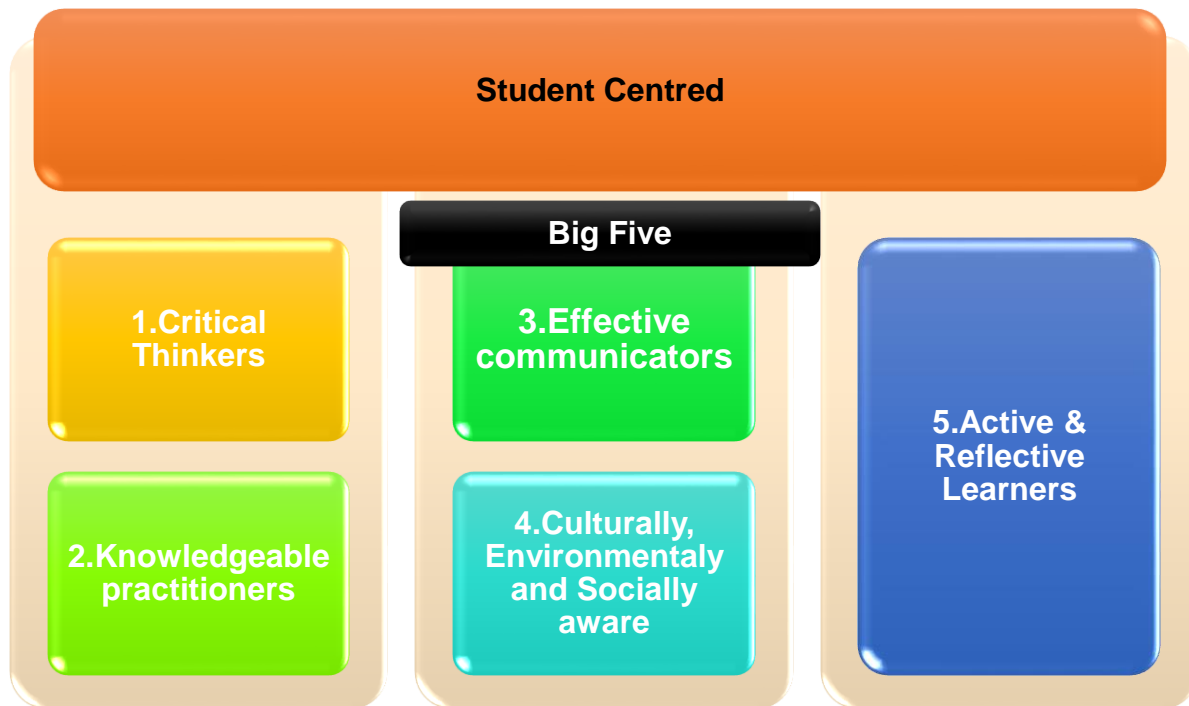 Student Centred
Big Five
1.Critical
Thinkers
2.Knowledgeable
practitioners
3.Effective
communicators
4.Culturally,
Environmentaly
and Socially
aware
5.Active &
Reflective
Learners